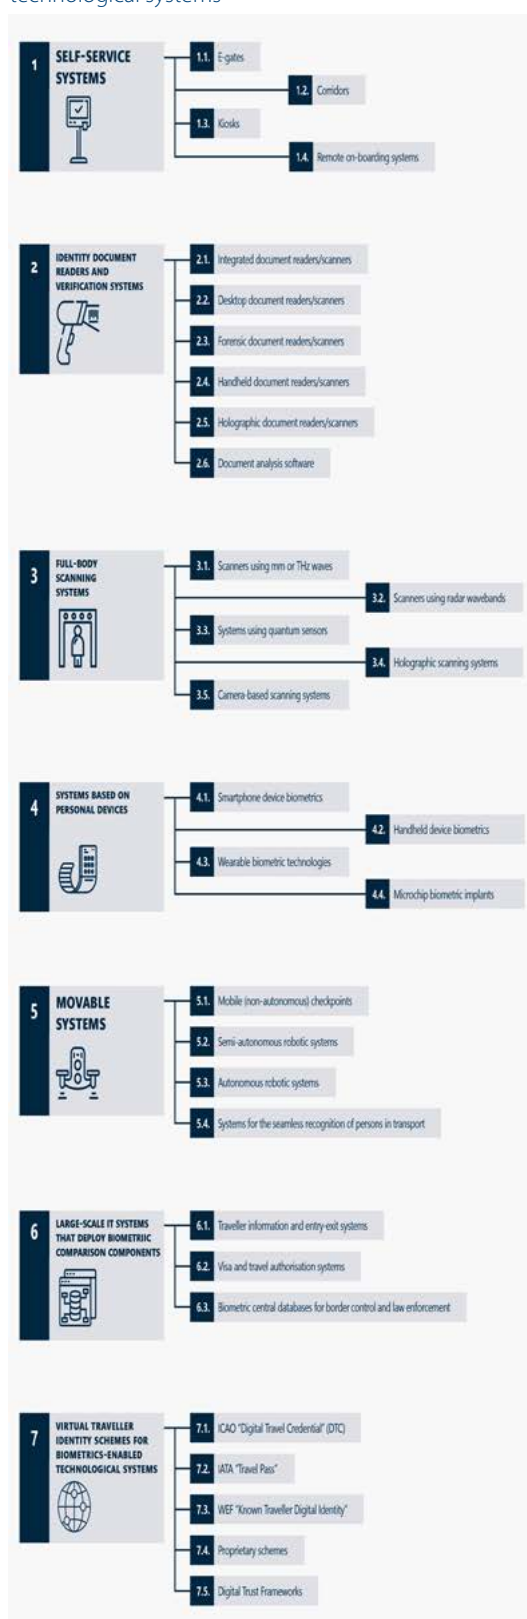 technological systems
1
SELF-SERVICE
SYSTEMS
1.1. E-gates
1.2. Corridors
1.3. Kiosks
1.4. Remote on-boarding systems
2
IDENTITY DOCUMENT
READERS AND
VERIFICATION SYSTEMS
2.1. Integrated document readers/scanners
2.2. Desktop document readers/scanners
2.3. Forensic document readers/scanners
2.4. Handheld document readers/scanners
2.5. Holographic document readers/scanners
2.6. Document analysis software
3
FULL-BODY
SCANNING
SYSTEMS
3.1. Scanners using mm or THz waves
3.2. Scanners using radar wavebands
3.3. Systems using quantum sensors
3.4. Holographic scanning systems
3.5. Camera-based scanning systems
4
SYSTEMS BASED ON
PERSONAL DEVICES
4.1. Smartphone device biometrics
4.2. Handheld device biometrics
4.3. Wearable biometric technologies
4.4. Microchip biometric implants
5
MOVABLE
SYSTEMS
5.1. Mobile (non-autonomous) checkpoints
5.2. Semi-autonomous robotic systems
5.3. Autonomous robotic systems
5.4. Systems for the seamless recognition of persons in transport
6
LARGE-SCALE IT SYSTEMS
THAT DEPLOY BIOMETRIIC
COMPARISON COMPONENTS
6.1. Traveller information and entry-exit systems
6.2. Visa and travel authorisation systems
6.3. Biometric central databases for border control and law enforcement
7
VIRTUAL TRAVELLER
IDENTITY SCHEMES FOR
BIOMETRICS-ENABLED
TECHNOLOGICAL SYSTEMS
7.1. ICAO "Digital Travel Credential" (DTC)
7.2. IATA "Travel Pass"
7.3. WEF "Known Traveller Digital Identity"
7.4. Proprietary schemes
7.5. Digital Trust Frameworks